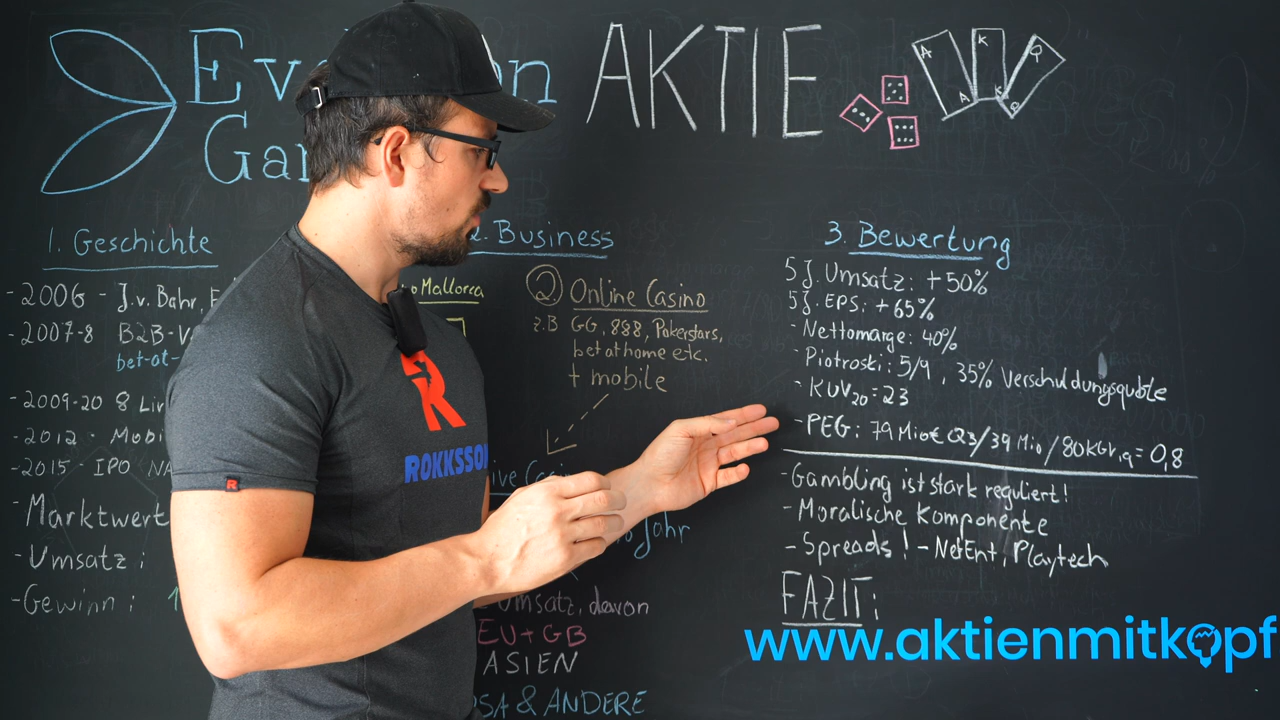 AKTIE
A K Q
A K Q
1. Geschichte
- 2006 - J.v. Bahr,
- 2007-8 B2B-V
bet-at-
- 2009-20 8 Liv
- 2012 - Mobi
- 2015 - IPO NA
- Marktwert
- Umsatz :
- Gewinn : 1
2. Business
Mallorca
2. Online Casino
z.B GG, 888, Pokerstars,
bet at home etc.
+ mobile
Jahr
Umsatz, davon
EU + GB
ASIEN
& ANDERE
3. Bewertung
5 J. Umsatz: +50%
5 J. EPS: +65%
- Nettomarge: 40%
- Piotroski: 5/9, 35% Verschuldungsquote
- KUV20 = 23
- PEG: 79 Mio€ Q3/39 Mio/80KGV19 = 0,8
- Gambling ist stark reguliert!
- Moralische Komponente
- Spreads! - NetEnt, Playtech
FAZIT:
www.aktienmitkopf
R
ROKKSSON
R